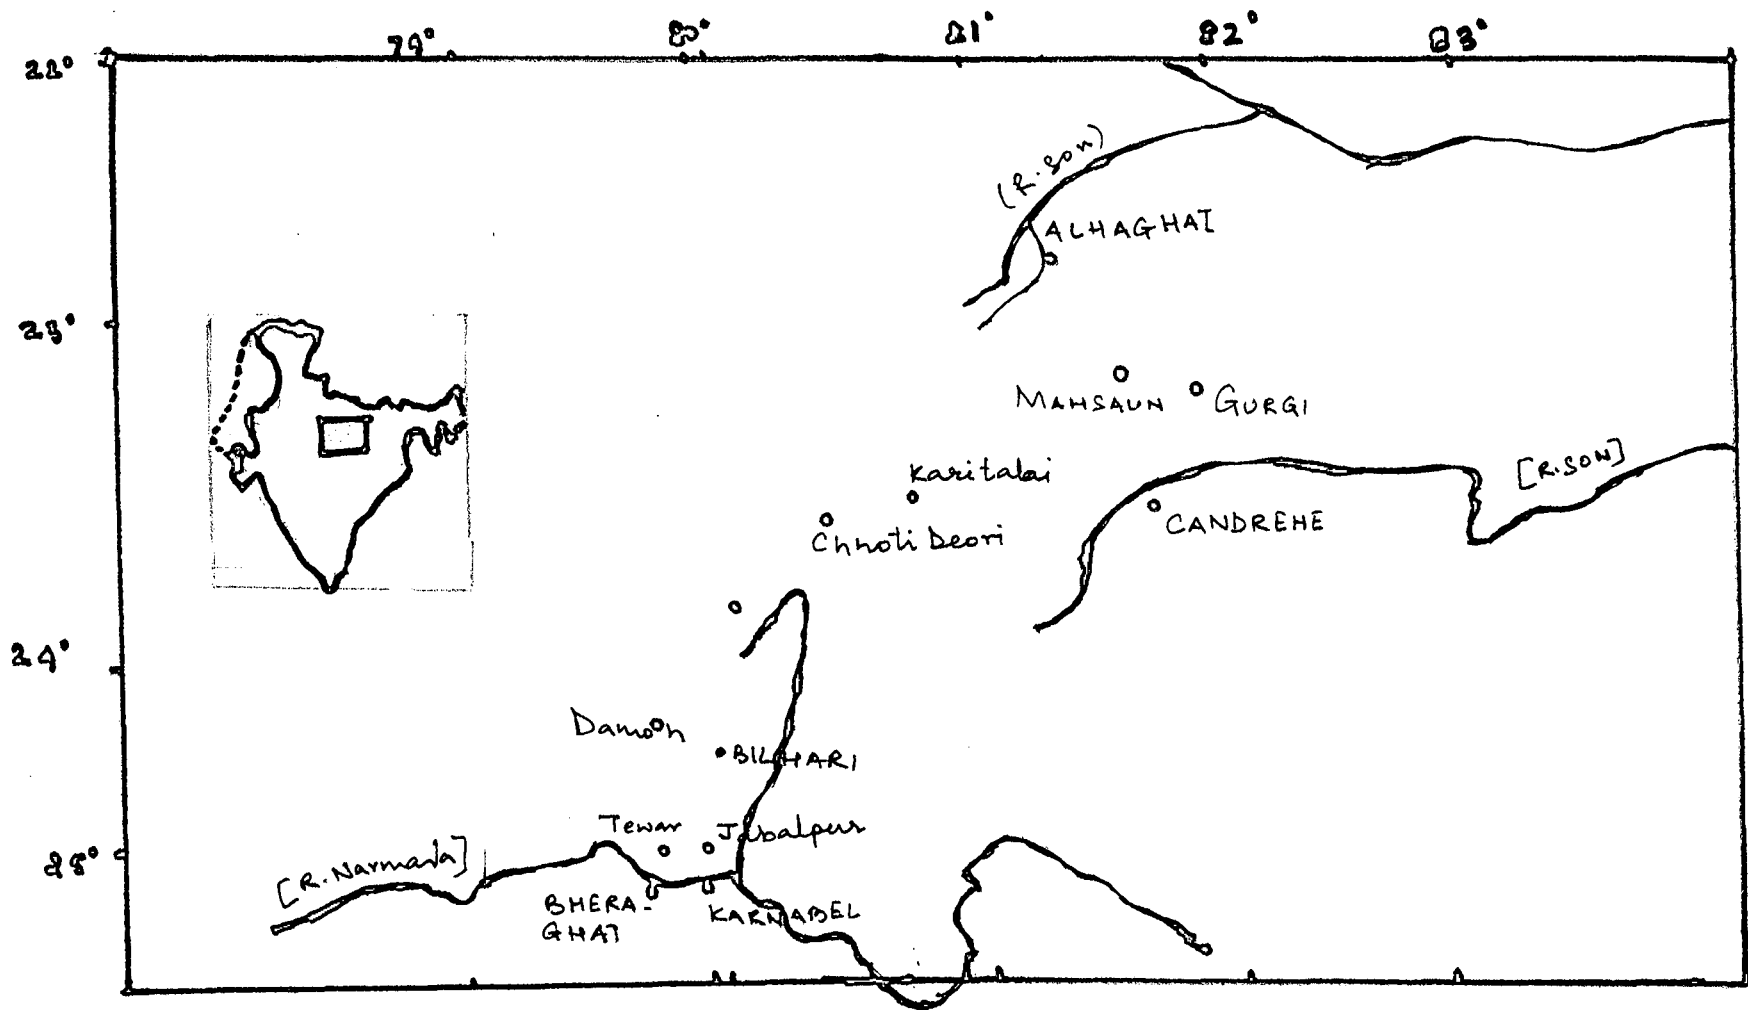 79° 80° 81° 82° 83°
22°
(R. Son)
ALHAGHAT
23°
MAHSAUN GURGI
Karitalai
[R. SON]
Chhoti Deori
CANDREHE
24°
Damoh
BILHARI
Tewar Jabalpur
25°
[R. Narmada]
BHERA-
GHAT
KARNABEL